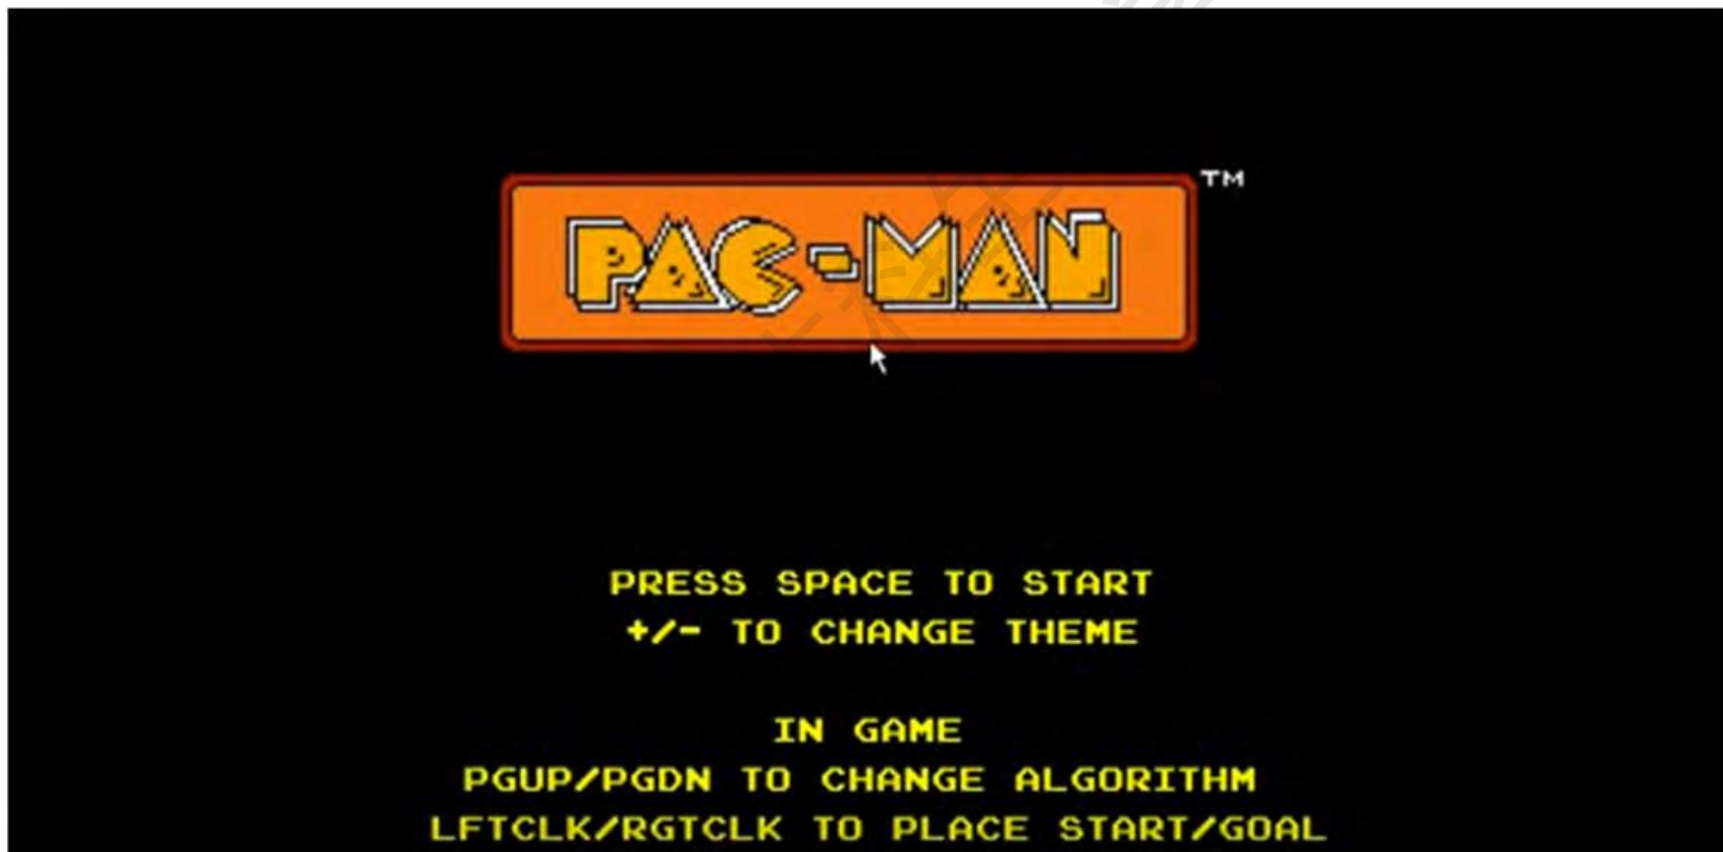 PAC-MAN TM
PRESS SPACE TO START
+/- TO CHANGE THEME
IN GAME
PGUP/PGDN TO CHANGE ALGORITHM
LFTCLK/RGTCLK TO PLACE START/GOAL